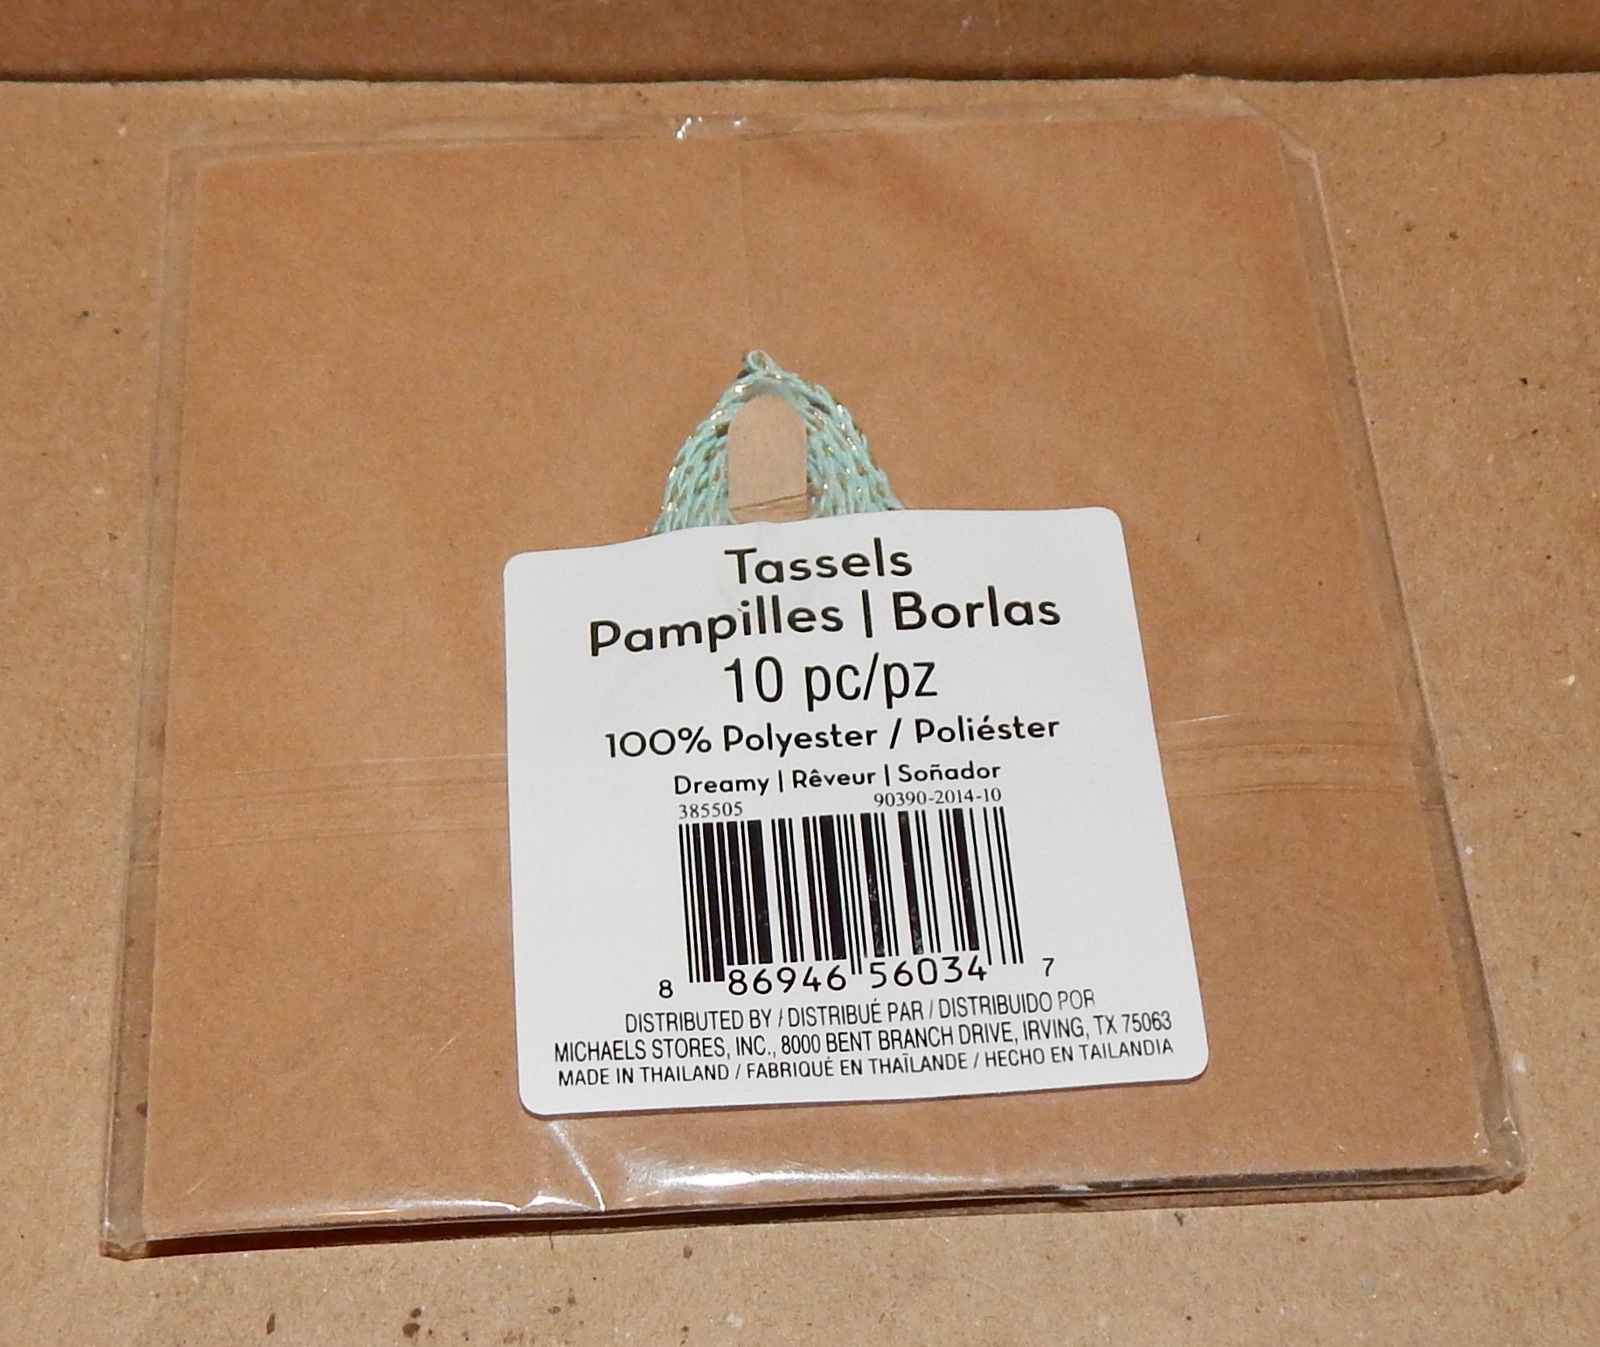 Tassels
Pampilles | Borlas
10 pc/pz
100% Polyester / Poliéster
Dreamy | Rêveur | Soñador
385505 90390-2014-10
8 86946 56034 7
DISTRIBUTED BY / DISTRIBUÉ PAR / DISTRIBUIDO POR
MICHAELS STORES, INC., 8000 BENT BRANCH DRIVE, IRVING, TX 75063
MADE IN THAILAND / FABRIQUÉ EN THAÏLANDE / HECHO EN TAILANDIA